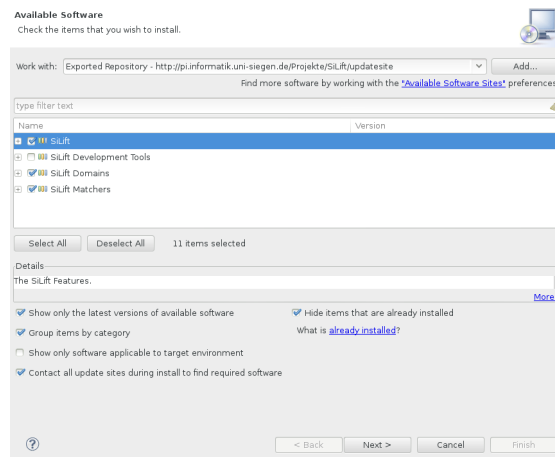 Available Software
Check the items that you wish to install.
Work with: Exported Repository - http://pi.informatik.uni-siegen.de/Projekte/SiLift/updatesite Add...
Find more software by working with the "Available Software Sites" preferences
type filter text
Name Version
SiLift
SiLift Development Tools
SiLift Domains
SiLift Matchers
Select All Deselect All 11 items selected
Details
The SiLift Features.
More
Show only the latest versions of available software Hide items that are already installed
Group items by category What is already installed?
Show only software applicable to target environment
Contact all update sites during install to find required software
? < Back Next > Cancel Finish